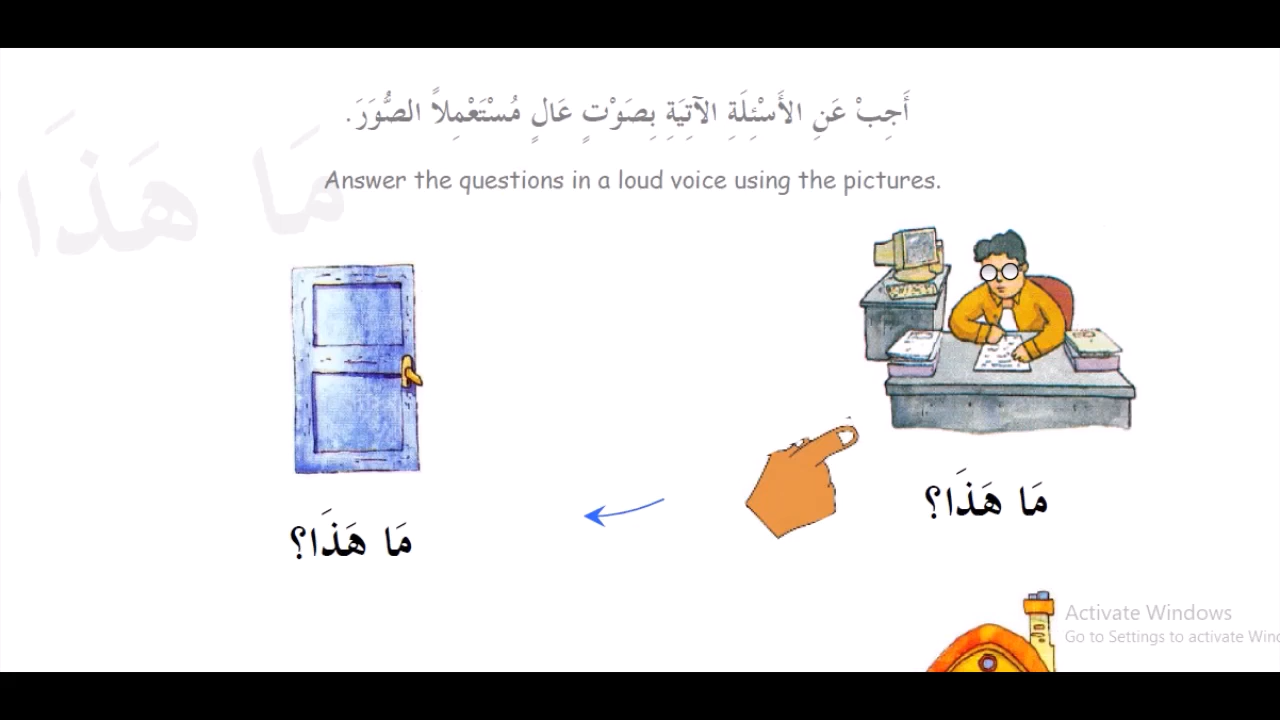 أَجِبْ عَنِ الأَسْئِلَةِ الآتِيَةِ بِصَوْتٍ عَالٍ مُسْتَعْمِلاً الصُّوَرَ.
Answer the questions in a loud voice using the pictures.
مَا هَذَا
مَا هَذَا؟
مَا هَذَا؟
Activate Windows
Go to Settings to activate Wind